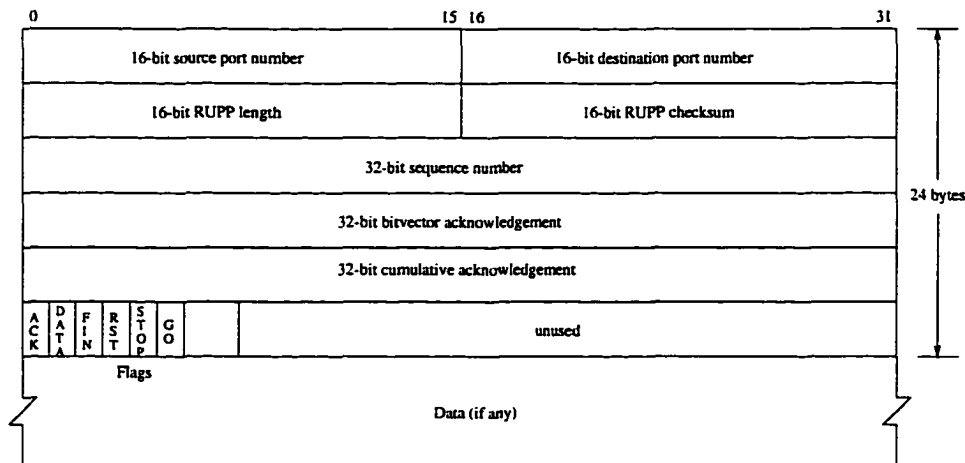 0 15 16 31
16-bit source port number 16-bit destination port number
16-bit RUPP length 16-bit RUPP checksum
32-bit sequence number
24 bytes
32-bit bitvector acknowledgement
32-bit cumulative acknowledgement
ACK DATA FIN RST STOP GO unused
Flags
Data (if any)